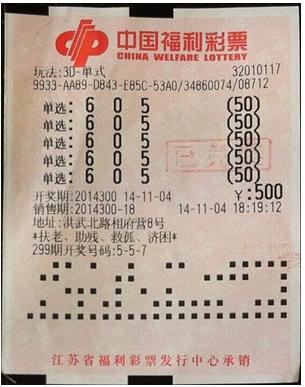 中国福利彩票
CHINA WELFARE LOTTERY
玩法:3D-单式 32010117
9933-AA89-D843-E85C-53A0/34860074/08712
单选: 6 0 5 (50)
单选: 6 0 5 (50)
单选: 6 0 5 (50)
单选: 6 0 5 (50)
单选: 6 0 5 (50)
开奖期:2014300 14-11-04 ¥:500
销售期:2014300-18 14-11-04 18:19:12
地址:洪武北路相府营8号
*扶老、助残、救孤、济困*
299期开奖号码:5-5-7
江苏省福利彩票发行中心承销